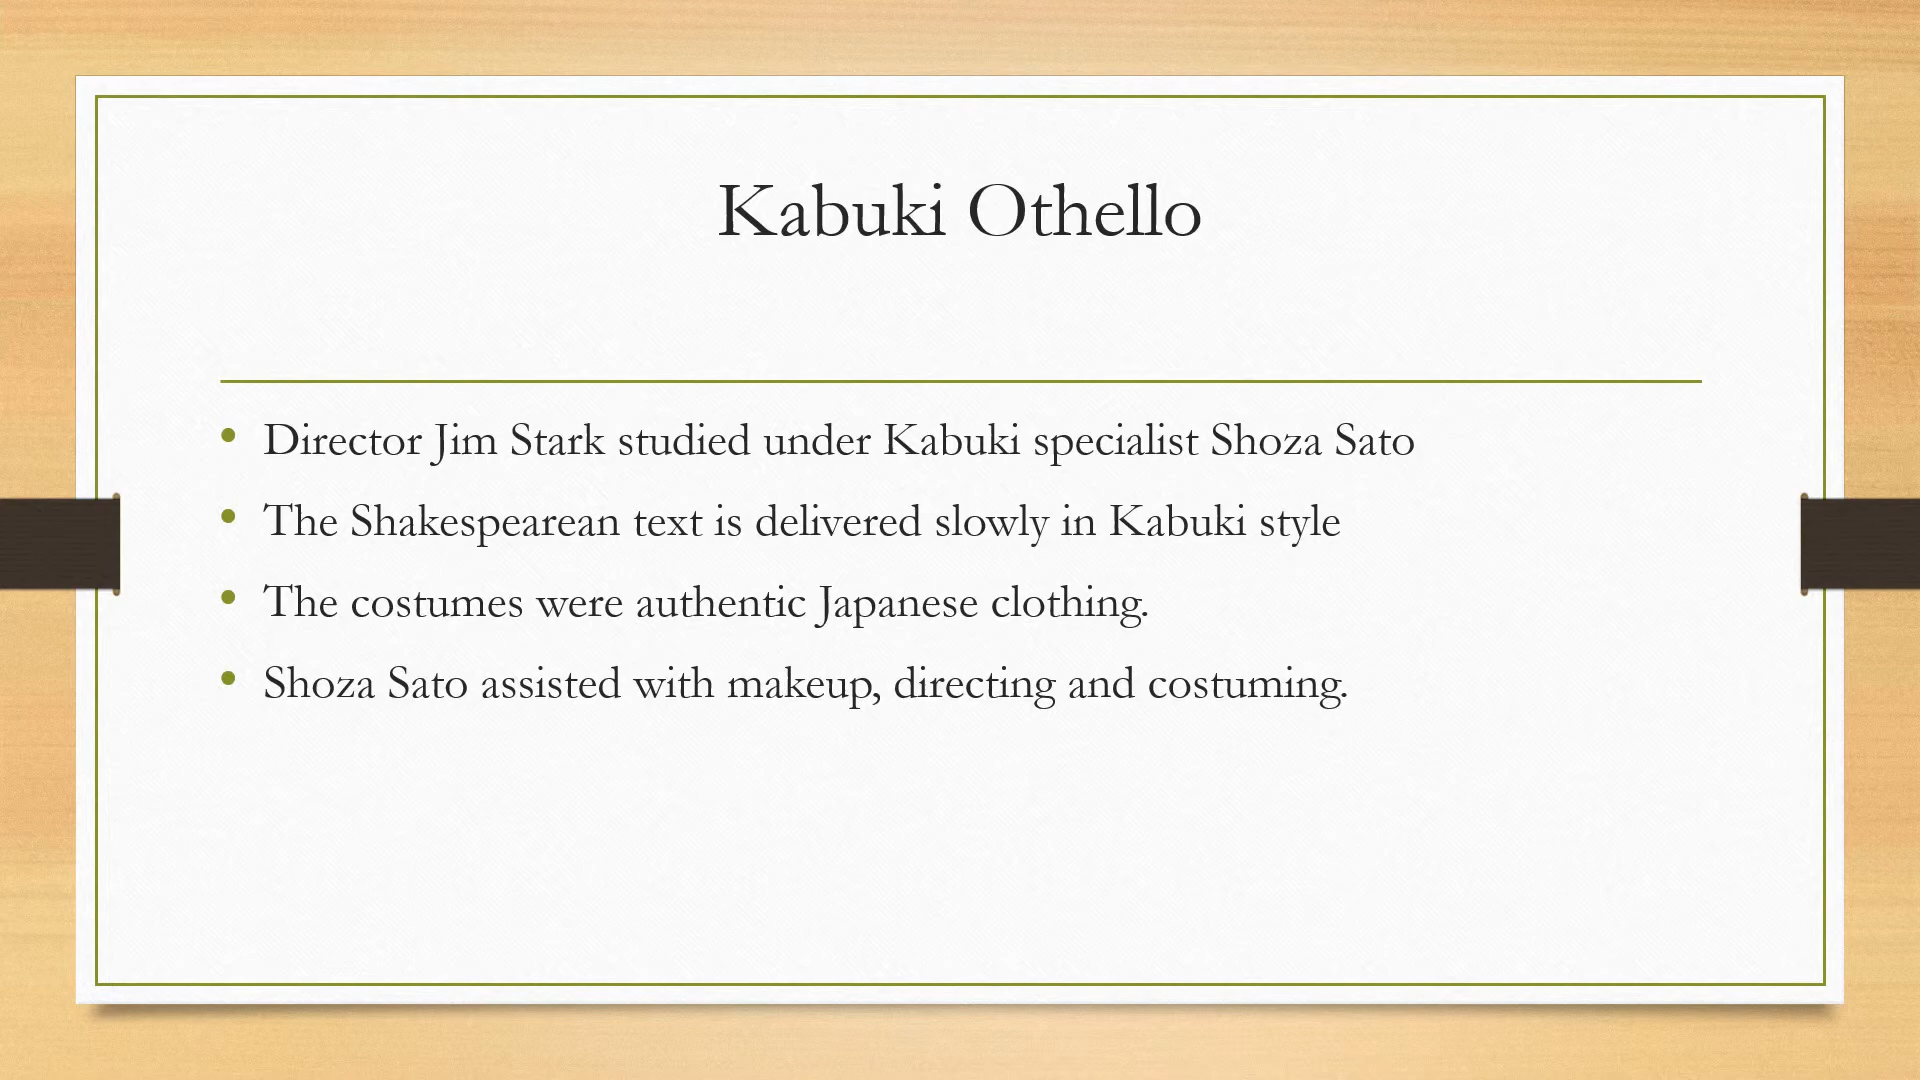 Kabuki Othello
• Director Jim Stark studied under Kabuki specialist Shoza Sato
• The Shakespearean text is delivered slowly in Kabuki style
• The costumes were authentic Japanese clothing.
• Shoza Sato assisted with makeup, directing and costuming.